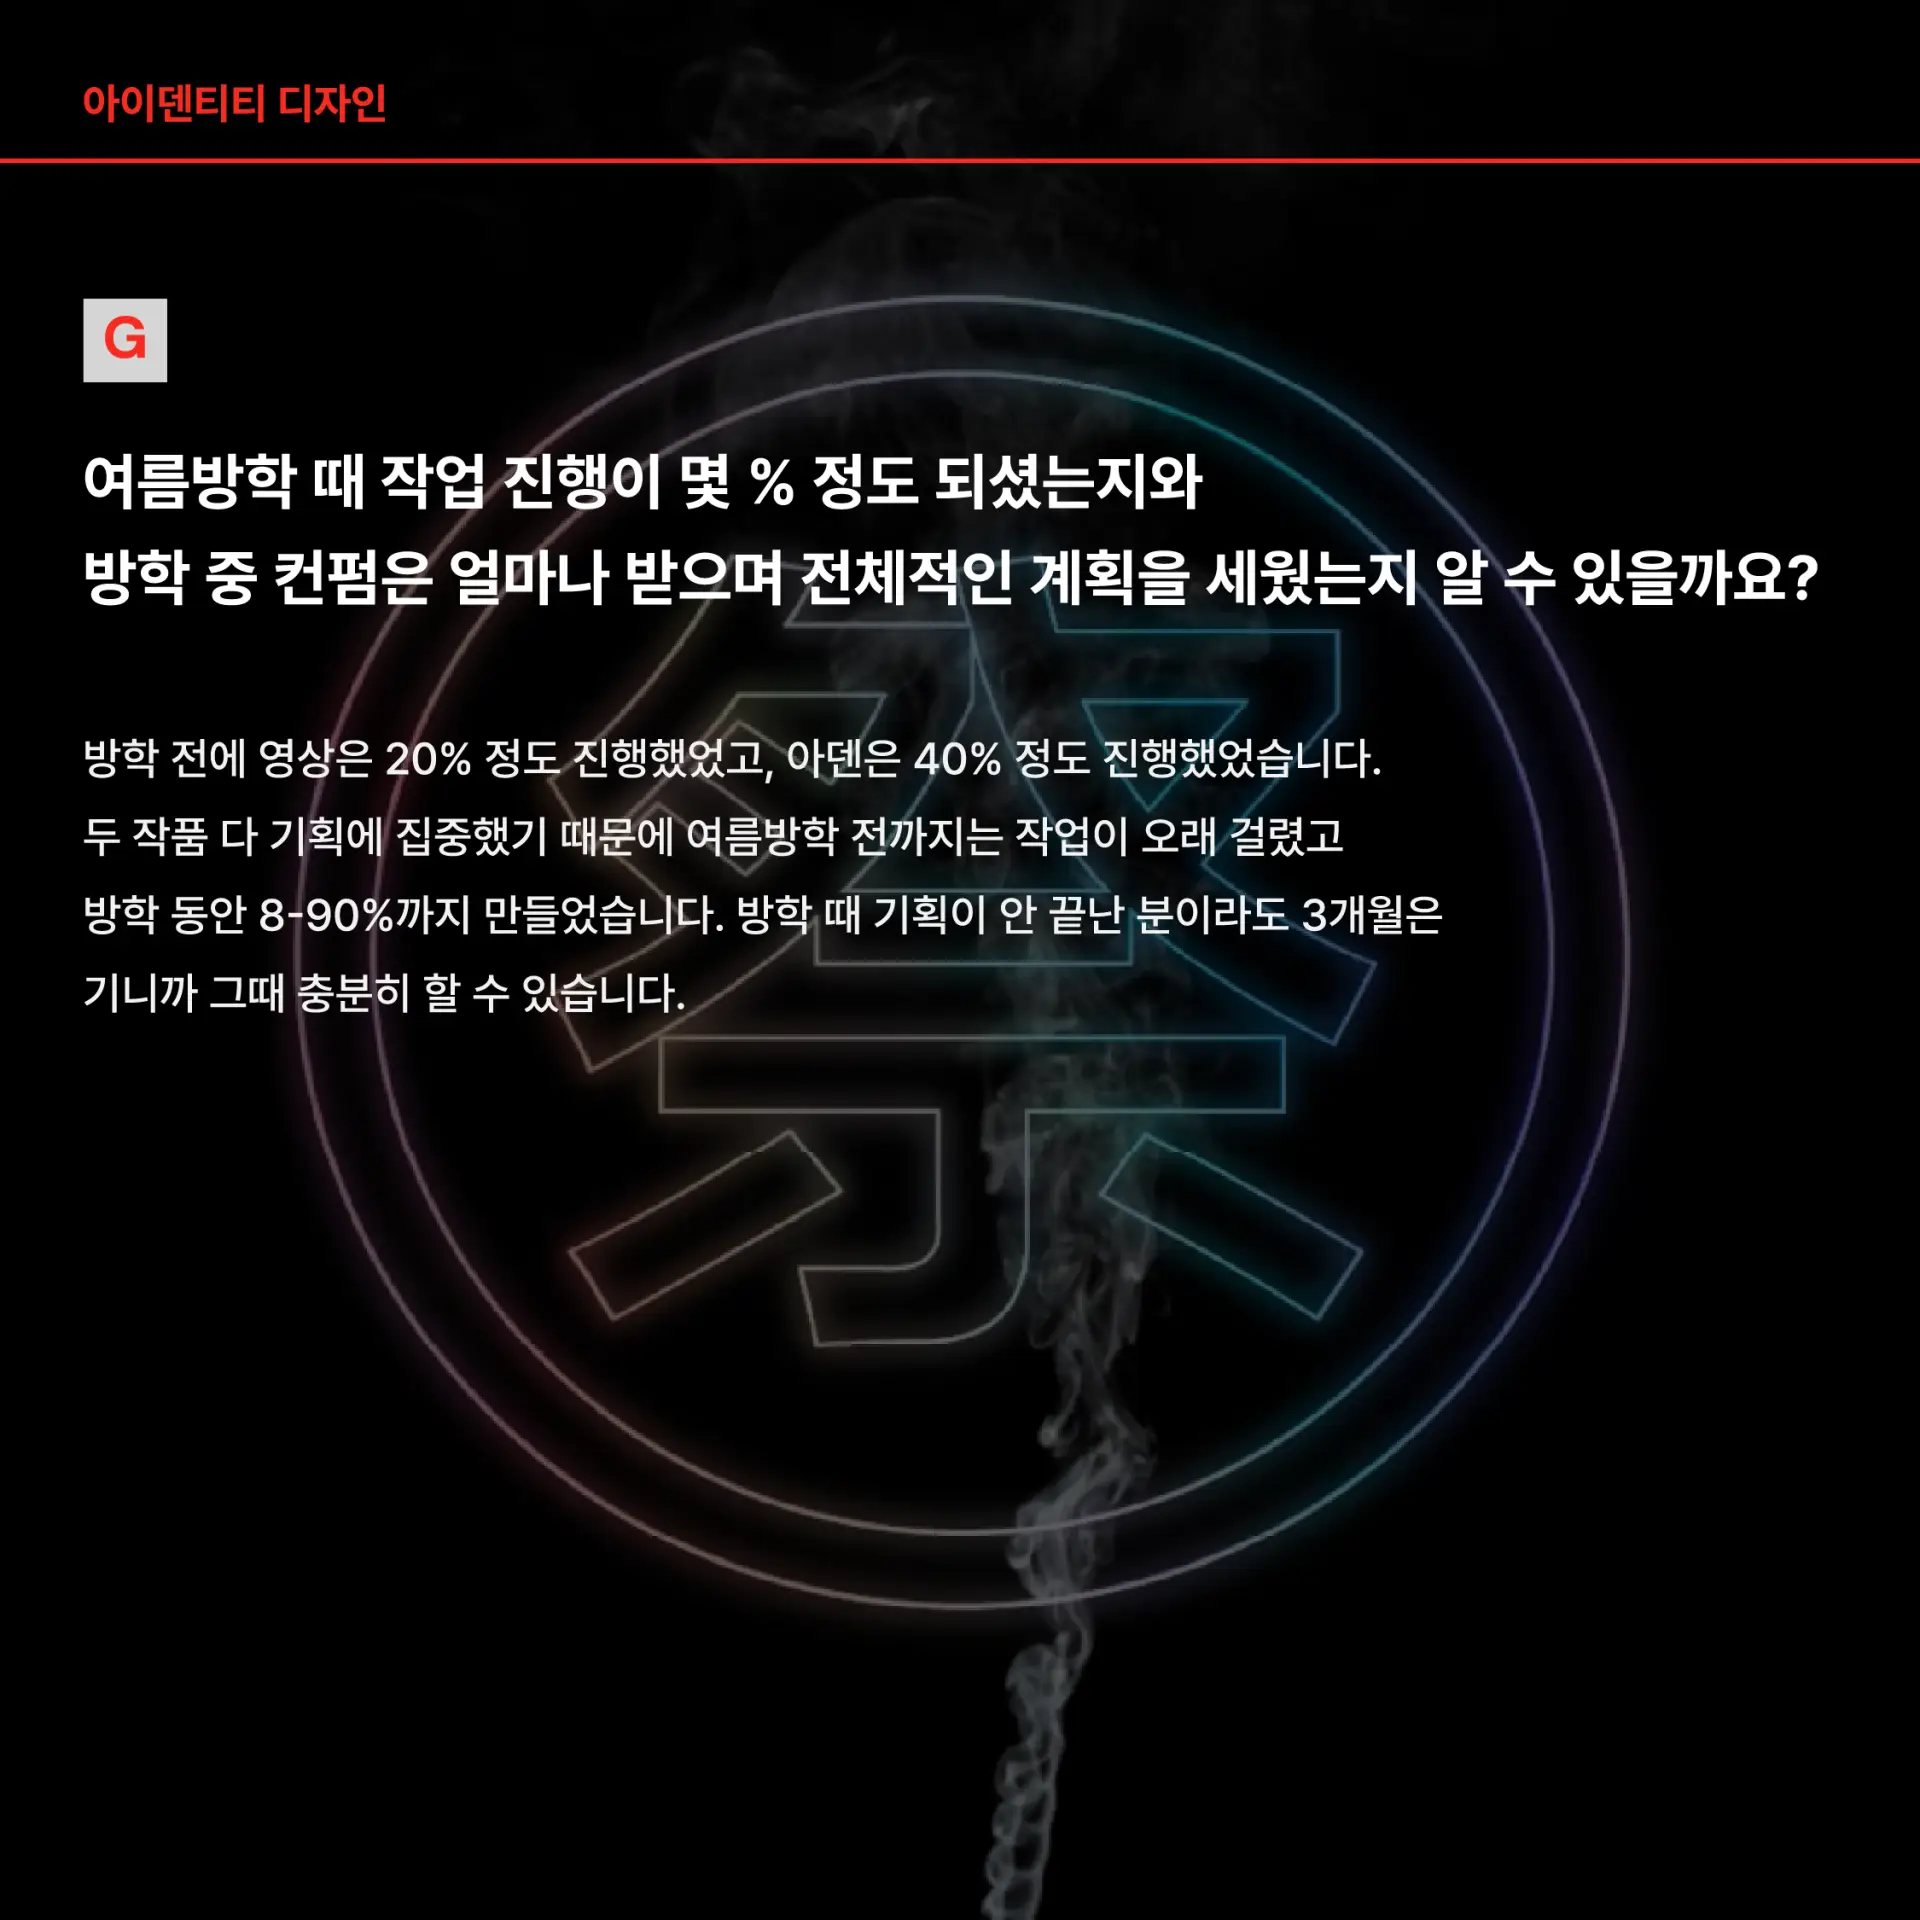 아이덴티티 디자인
G
여름방학 때 작업 진행이 몇 % 정도 되셨는지와
방학 중 컨펌은 얼마나 받으며 전체적인 계획을 세웠는지 알 수 있을까요?
방학 전에 영상은 20% 정도 진행했었고, 아덴은 40% 정도 진행했었습니다.
두 작품 다 기획에 집중했기 때문에 여름방학 전까지는 작업이 오래 걸렸고
방학 동안 8-90%까지 만들었습니다. 방학 때 기획이 안 끝난 분이라도 3개월은
기니까 그때 충분히 할 수 있습니다.
祭